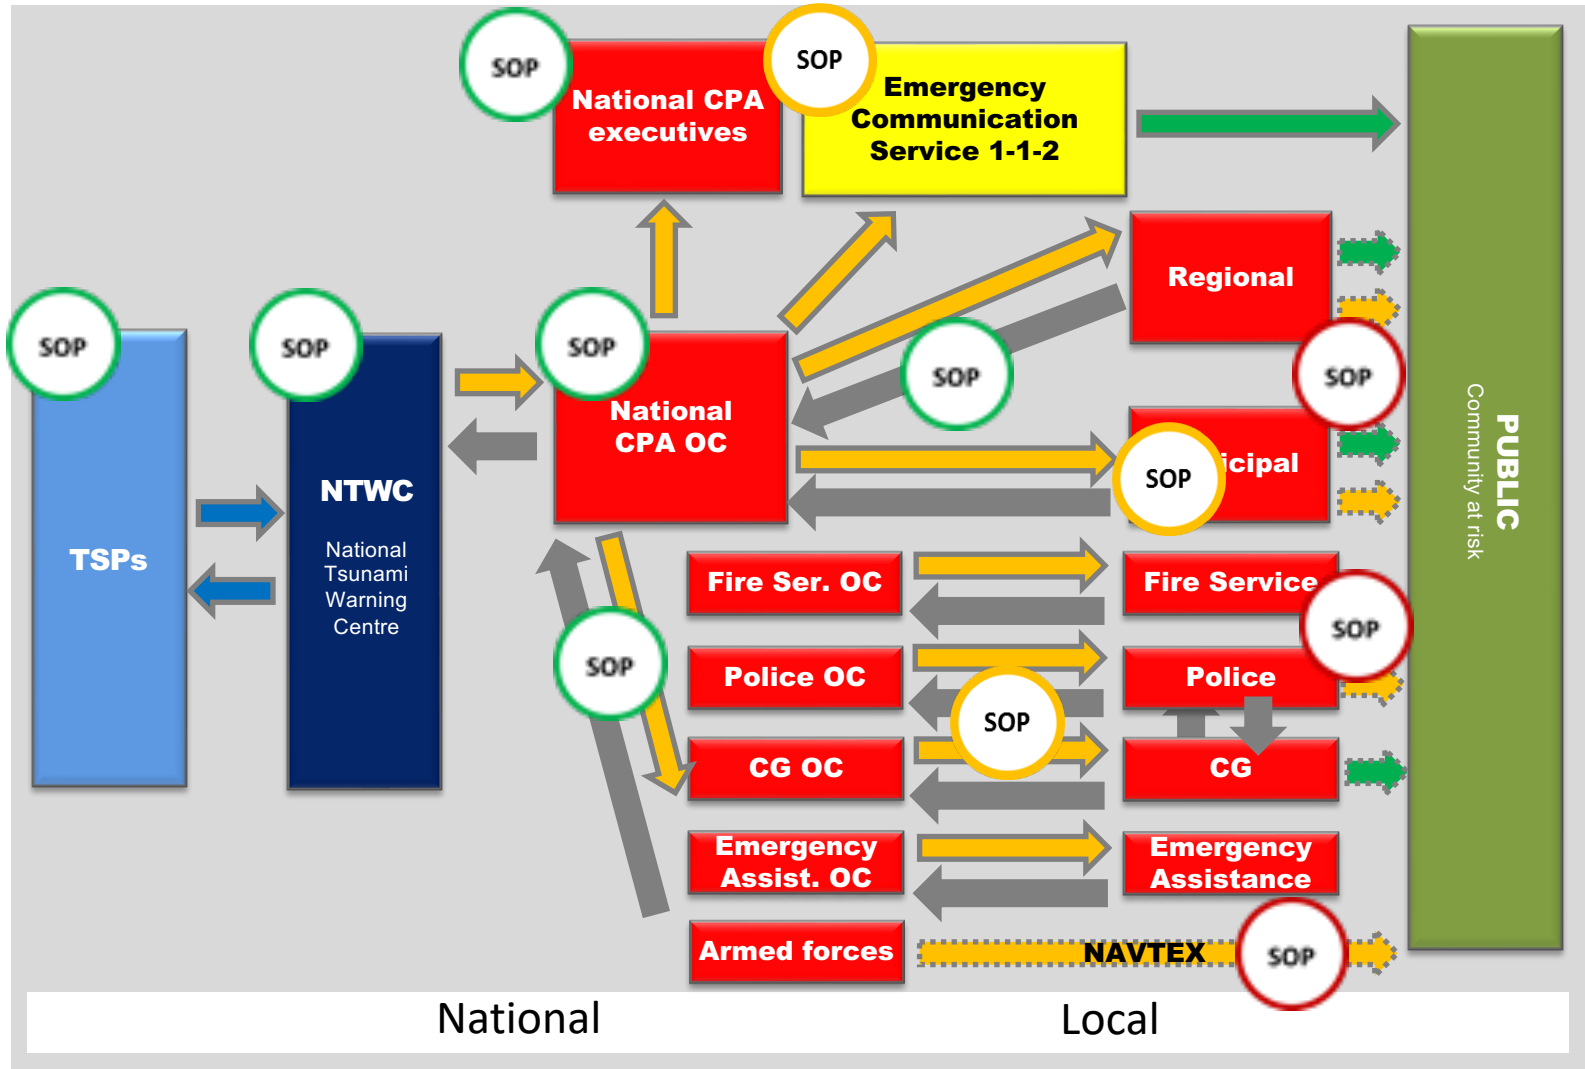 SOP
National CPA
executives
SOP
Emergency
Communication
Service 1-1-2
SOP
TSPs
SOP
NTWC
National
Tsunami
Warning
Centre
SOP
National
CPA OC
SOP
Regional
SOP
SOP
icipal
PUBLIC
Community at risk
Fire Ser. OC
Fire Service
SOP
SOP
Police OC
Police
SOP
CG OC
CG
Emergency
Assist. OC
Emergency
Assistance
Armed forces
NAVTEX
SOP
National
Local